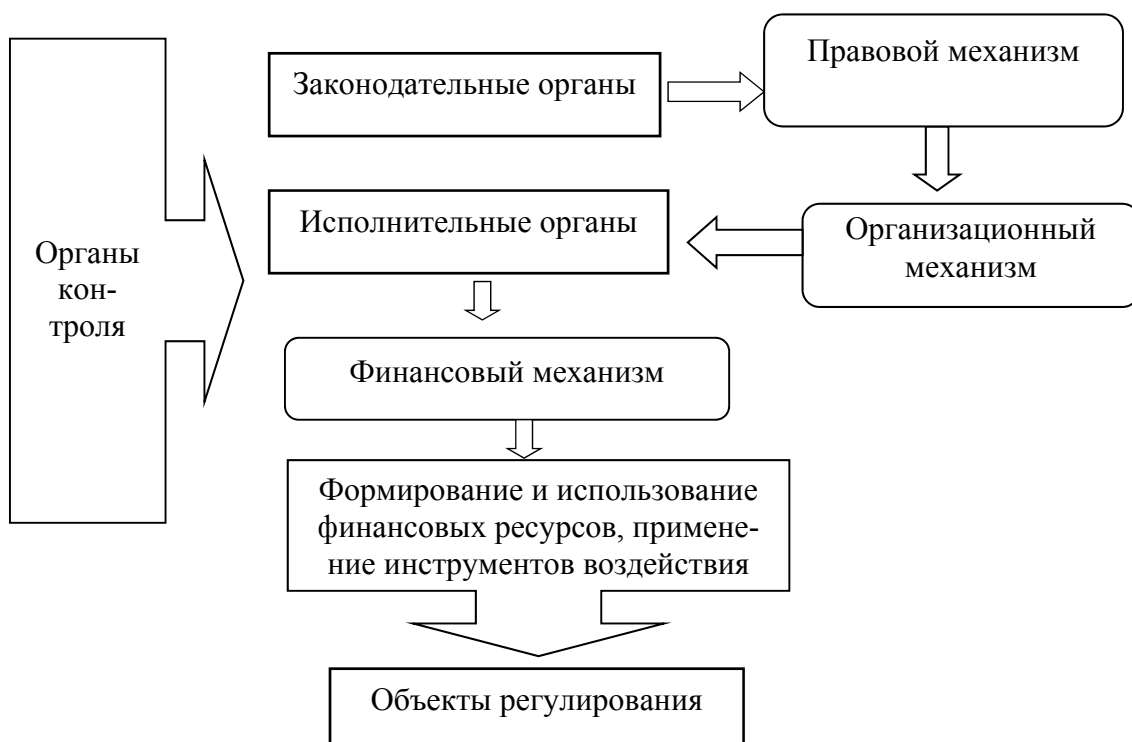 Правовой механизм
Законодательные органы
Исполнительные органы
Организационный
механизм
Органы
кон-
троля
Финансовый механизм
Формирование и использование
финансовых ресурсов, примене-
ние инструментов воздействия
Объекты регулирования